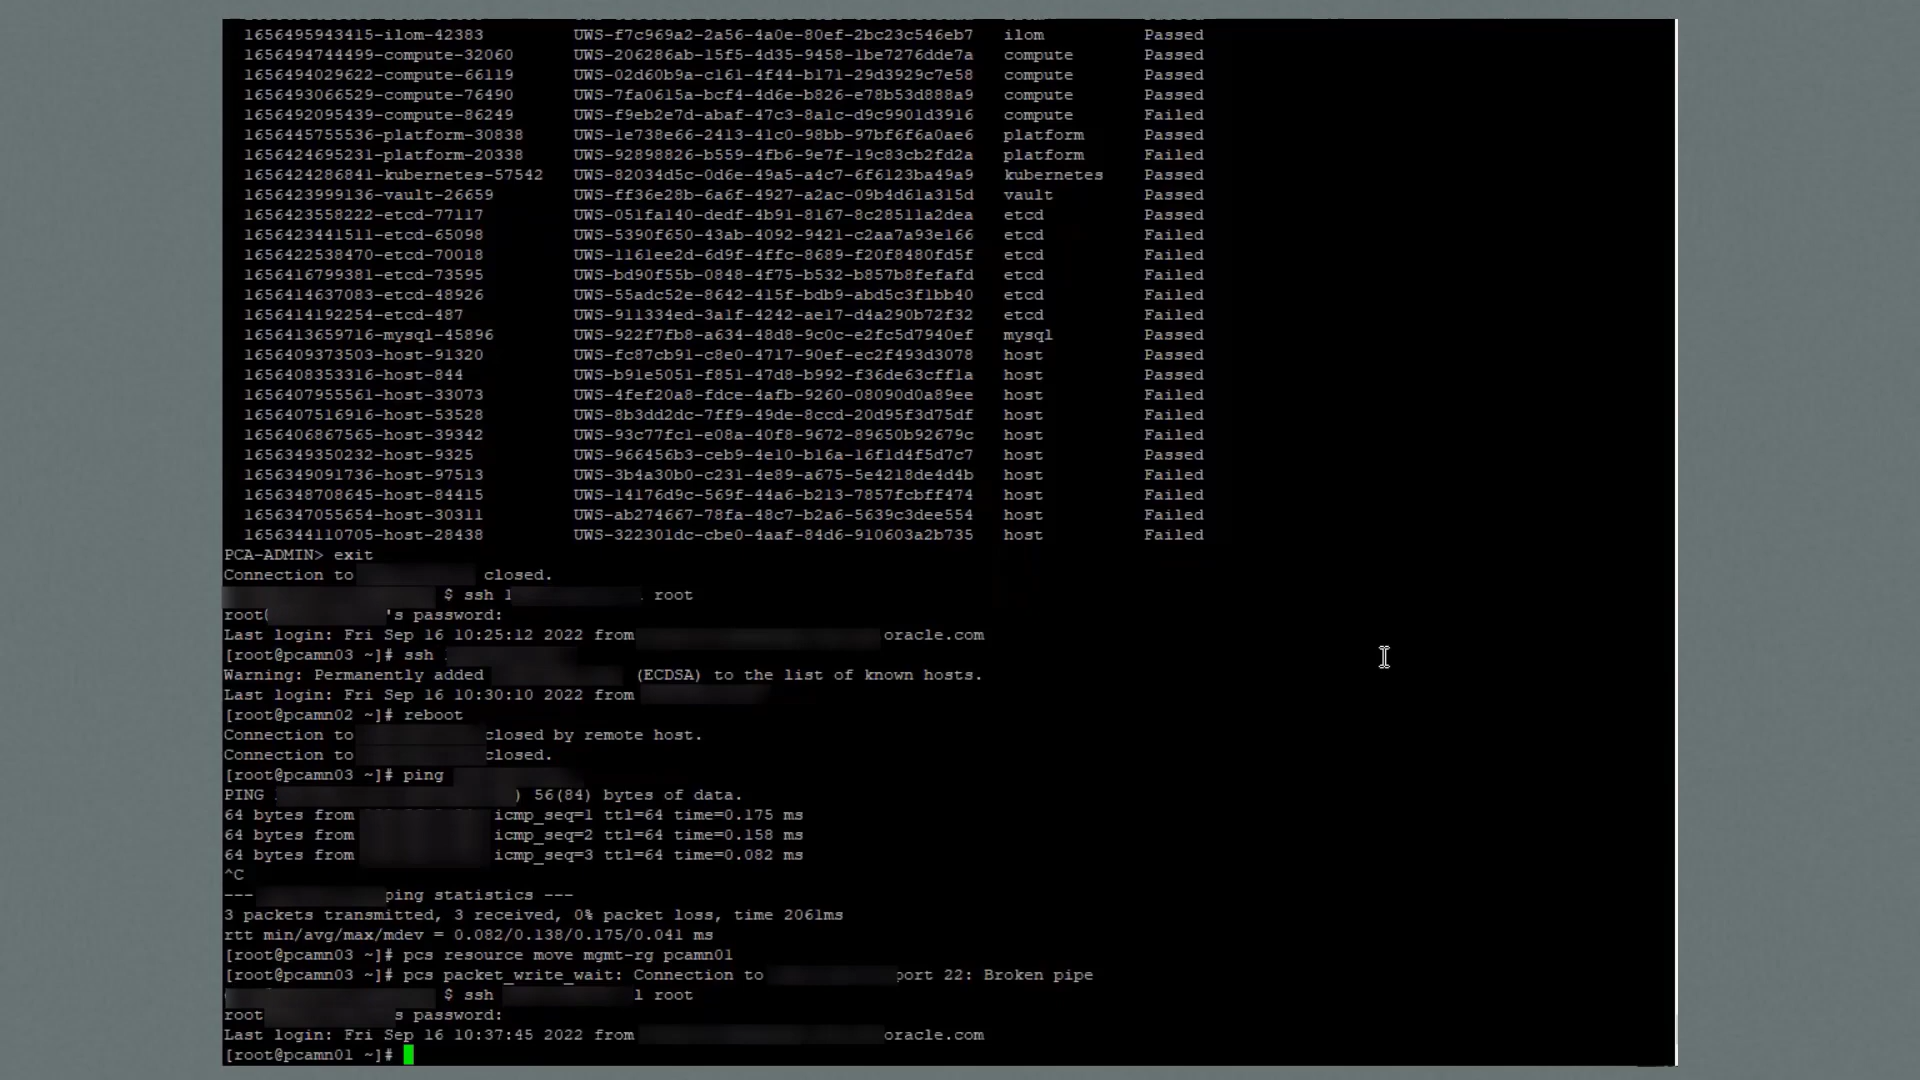 1656495943415-ilom-42383 UWS-f7c969a2-2a56-4a0e-80ef-2bc23c546eb7 ilom Passed
1656494744499-compute-32060 UWS-206286ab-15f5-4d35-9458-1be7276dde7a compute Passed
1656494029622-compute-66119 UWS-02d60b9a-c161-4f44-b171-29d3929c7e58 compute Passed
1656493066529-compute-76490 UWS-7fa0615a-bcf4-4d6e-b826-e78b53d888a9 compute Passed
1656492095439-compute-86249 UWS-f9eb2e7d-abaf-47c3-8a1c-d9c9901d3916 compute Failed
1656445755536-platform-30838 UWS-1e738e66-2413-41c0-98bb-97bf6f6a0ae6 platform Passed
1656424695231-platform-20338 UWS-92898826-b559-4fb6-9e7f-19c83cb2fd2a platform Failed
1656424286841-kubernetes-57542 UWS-82034d5c-0d6e-49a5-a4c7-6f6123ba49a9 kubernetes Passed
1656423999136-vault-26659 UWS-ff36e28b-6a6f-4927-a2ac-09b4d61a315d vault Passed
1656423558222-etcd-77117 UWS-051fa140-dedf-4b91-8167-8c28511a2dea etcd Passed
1656423441511-etcd-65098 UWS-5390f650-43ab-4092-9421-c2aa7a93e166 etcd Failed
1656422538470-etcd-70018 UWS-1161ee2d-6d9f-4ffc-8689-f20f8480fd5f etcd Failed
1656416799381-etcd-73595 UWS-bd90f55b-0848-4f75-b532-b857b8fefafd etcd Failed
1656414637083-etcd-48926 UWS-55adc52e-8642-415f-bdb9-abd5c3f1bb40 etcd Failed
1656414192254-etcd-487 UWS-911334ed-3a1f-4242-ae17-d4a290b72f32 etcd Failed
1656413659716-mysql-45896 UWS-922f7fb8-a634-48d8-9c0c-e2fc5d7940ef mysql Passed
1656409373503-host-91320 UWS-fc87cb91-c8e0-4717-90ef-ec2f493d3078 host Passed
1656408353316-host-844 UWS-b91e5051-f851-47d8-b992-f36de63cff1a host Passed
1656407955561-host-33073 UWS-4fef20a8-fdce-4afb-9260-08090d0a89ee host Failed
1656407516916-host-53528 UWS-8b3dd2dc-7ff9-49de-8ccd-20d95f3d75df host Failed
1656406867565-host-39342 UWS-93c77fc1-e08a-40f8-9672-89650b92679c host Failed
1656349350232-host-9325 UWS-966456b3-ceb9-4e10-b16a-16f1d4f5d7c7 host Passed
1656349091736-host-97513 UWS-3b4a30b0-c231-4e89-a675-5e4218de4d4b host Failed
1656348708645-host-84415 UWS-14176d9c-569f-44a6-b213-7857fcbff474 host Failed
1656347055654-host-30311 UWS-ab274667-78fa-48c7-b2a6-5639c3dee554 host Failed
1656344110705-host-28438 UWS-322301dc-cbe0-4aaf-84d6-910603a2b735 host Failed
PCA-ADMIN> exit
Connection to closed.
$ ssh l root
root( 's password:
Last login: Fri Sep 16 10:25:12 2022 from oracle.com
[root@pcamn03 ~]# ssh
Warning: Permanently added (ECDSA) to the list of known hosts.
Last login: Fri Sep 16 10:30:10 2022 from
[root@pcamn02 ~]# reboot
Connection to closed by remote host.
Connection to closed.
[root@pcamn03 ~]# ping
PING ) 56(84) bytes of data.
64 bytes from icmp_seq=1 ttl=64 time=0.175 ms
64 bytes from icmp_seq=2 ttl=64 time=0.158 ms
64 bytes from icmp_seq=3 ttl=64 time=0.082 ms
^C
--- ping statistics ---
3 packets transmitted, 3 received, 0% packet loss, time 2061ms
rtt min/avg/max/mdev = 0.082/0.138/0.175/0.041 ms
[root@pcamn03 ~]# pcs resource move mgmt-rg pcamn01
[root@pcamn03 ~]# pcs packet_write_wait: Connection to port 22: Broken pipe
$ ssh l root
root s password:
Last login: Fri Sep 16 10:37:45 2022 from oracle.com
[root@pcamn01 ~]#